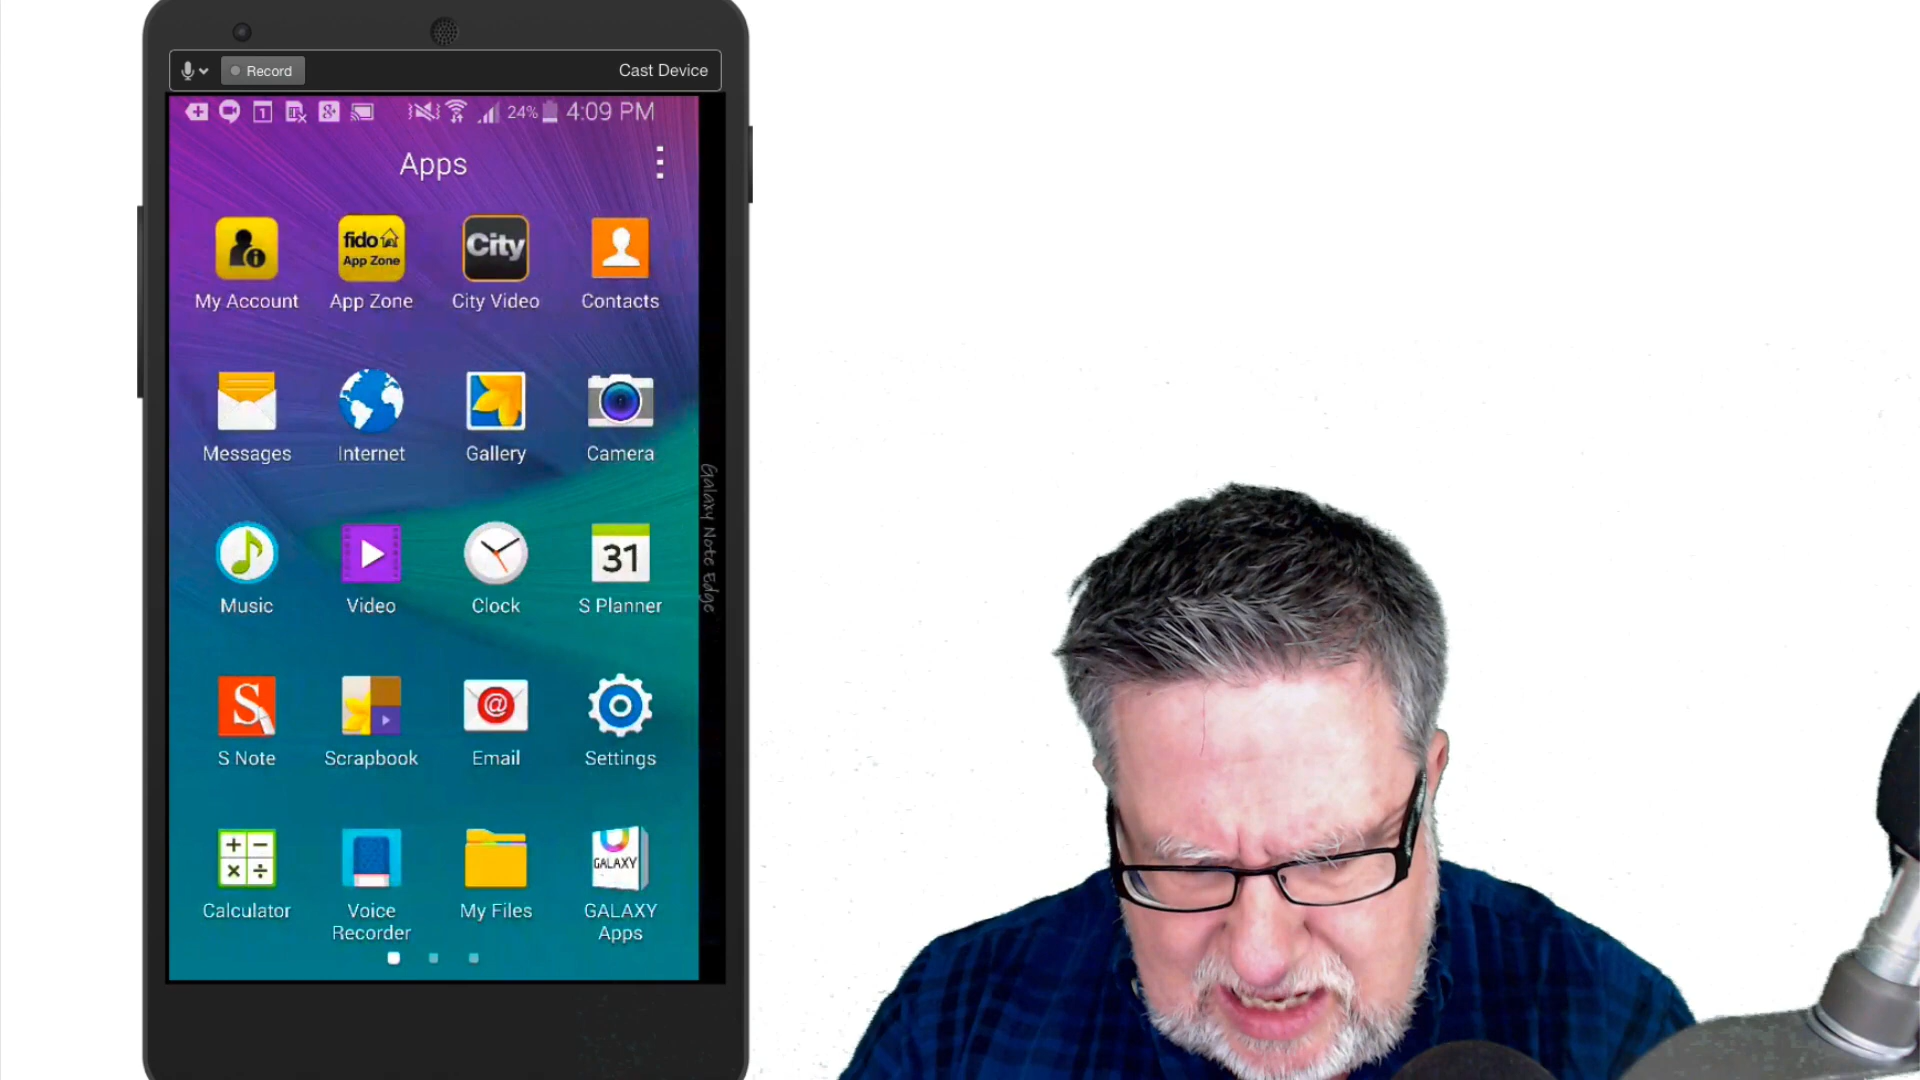 Record Cast Device
1 8+ 24% 4:09 PM
Apps
fido
App Zone
City
My Account App Zone City Video Contacts
Messages Internet Gallery Camera
31
Music Video Clock S Planner
Galaxy Note Edge
S @
S Note Scrapbook Email Settings
+ − × ÷
GALAXY
Calculator Voice Recorder My Files GALAXY Apps